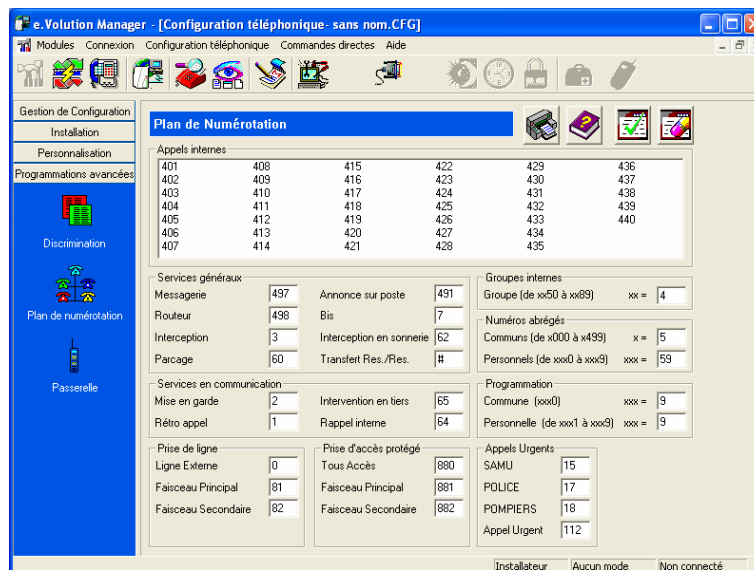 e.Volution Manager - [Configuration téléphonique- sans nom.CFG]
Modules Connexion Configuration téléphonique Commandes directes Aide
Gestion de Configuration
Installation
Personnalisation
Programmations avancées
Discrimination
Plan de numérotation
Passerelle
Plan de Numérotation
Appels internes
401 408 415 422 429 436
402 409 416 423 430 437
403 410 417 424 431 438
404 411 418 425 432 439
405 412 419 426 433 440
406 413 420 427 434
407 414 421 428 435
Services généraux
Messagerie 497 Annonce sur poste 491
Routeur 498 Bis 7
Interception 3 Interception en sonnerie 62
Parcage 60 Transfert Res./Res. #
Groupes internes
Groupe (de xx50 à xx89) xx = 4
Numéros abrégés
Communs (de x000 à x499) x = 5
Personnels (de xxx0 à xxx9) xxx = 59
Services en communication
Mise en garde 2 Intervention en tiers 65
Rétro appel 1 Rappel interne 64
Programmation
Commune (xxx0) xxx = 9
Personnelle (de xxx1 à xxx9) xxx = 9
Prise de ligne
Ligne Externe 0
Faisceau Principal 81
Faisceau Secondaire 82
Prise d'accès protégé
Tous Accès 880
Faisceau Principal 881
Faisceau Secondaire 882
Appels Urgents
SAMU 15
POLICE 17
POMPIERS 18
Appel Urgent 112
Installateur Aucun mode Non connecté